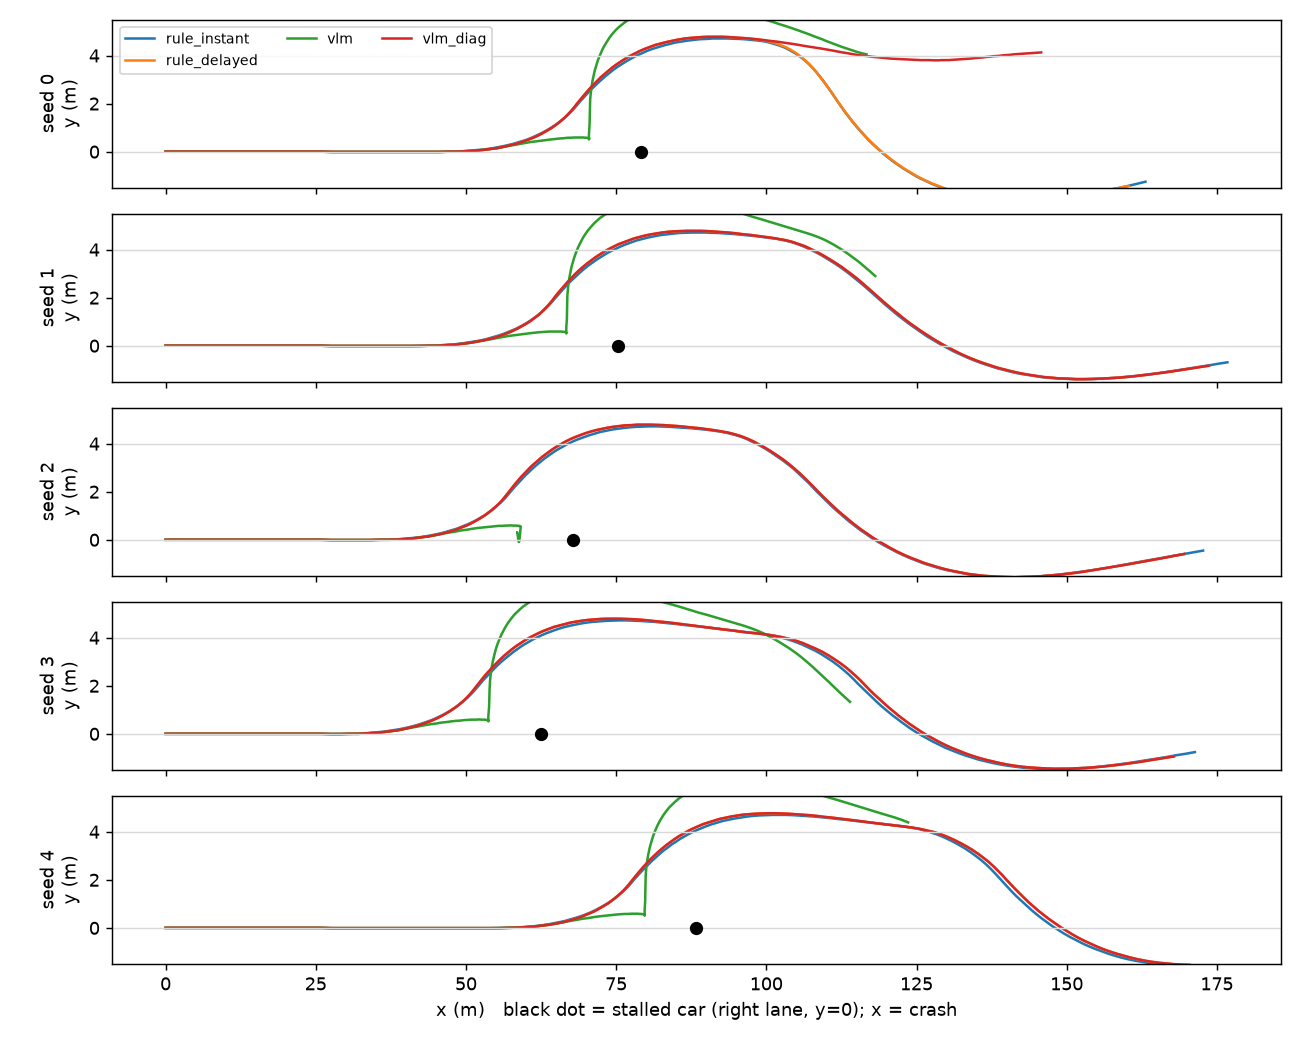 rule_instant
rule_delayed
vlm
vlm_diag
seed 0
y (m)
4
2
0
seed 1
y (m)
4
2
0
seed 2
y (m)
4
2
0
seed 3
y (m)
4
2
0
seed 4
y (m)
4
2
0
0 25 50 75 100 125 150 175
x (m) black dot = stalled car (right lane, y=0); x = crash